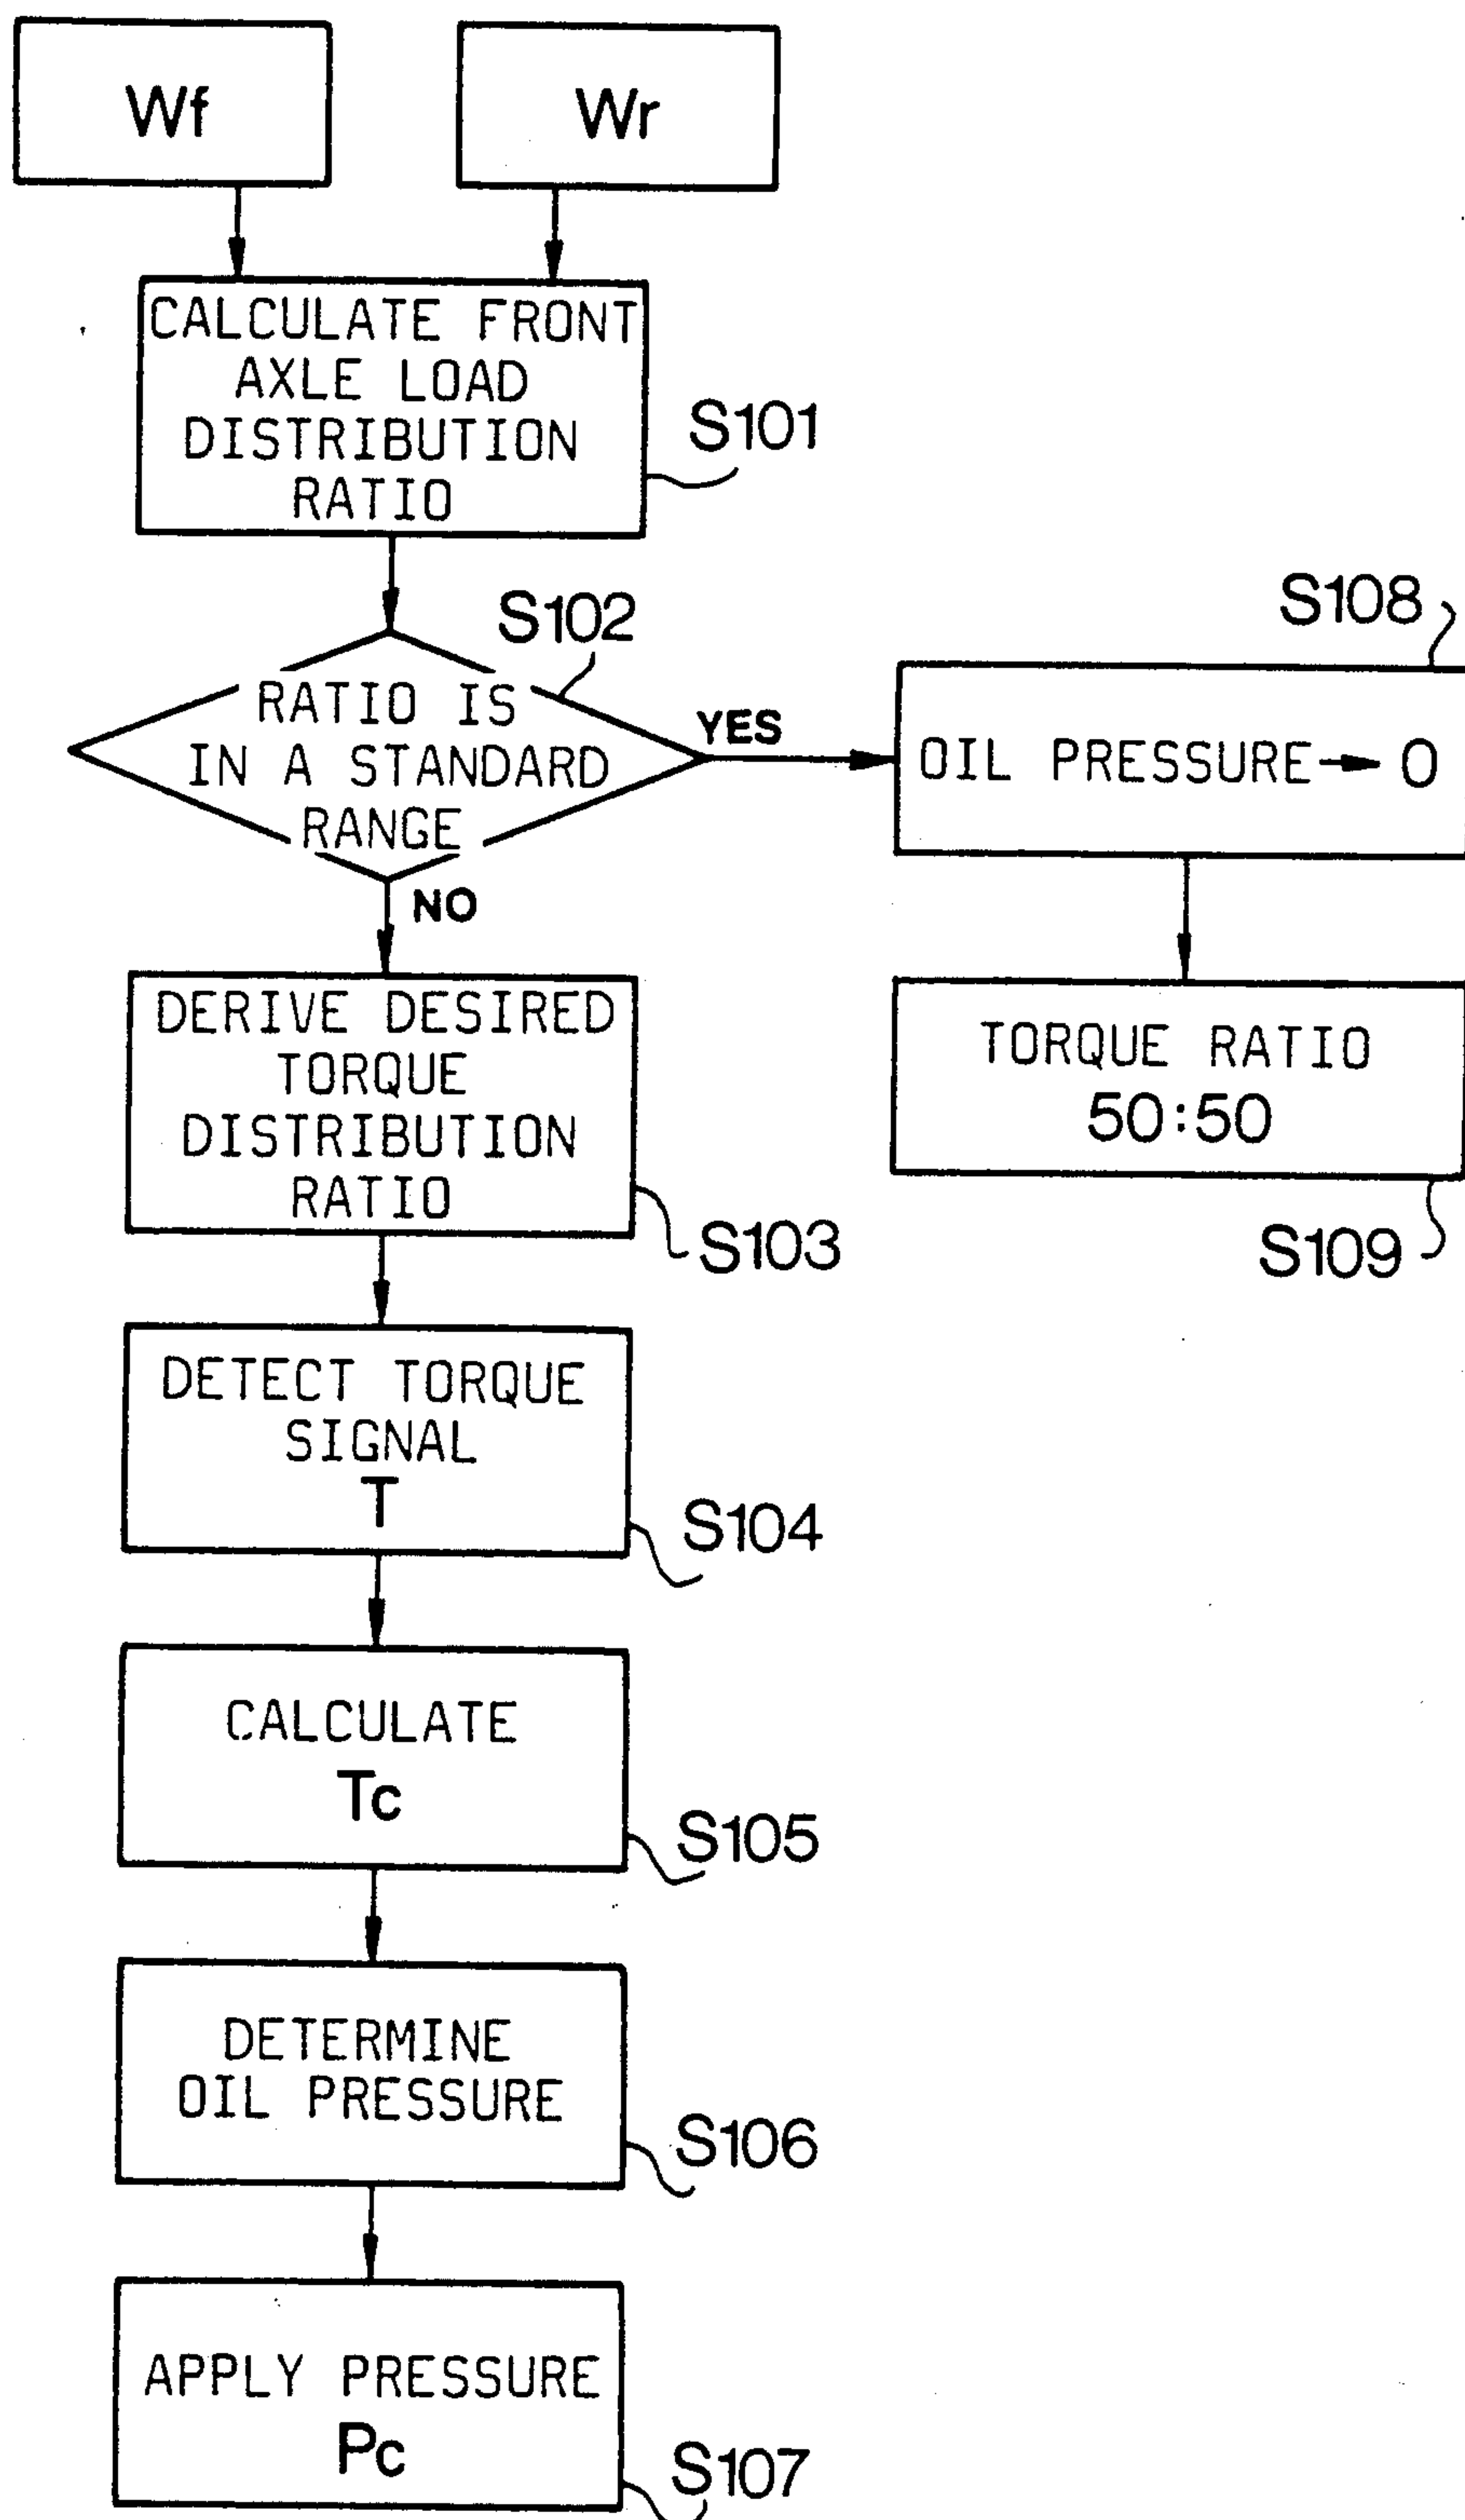 Wf
Wr
CALCULATE FRONT
AXLE LOAD
DISTRIBUTION
RATIO
S101
S102
RATIO IS
IN A STANDARD
RANGE
YES
NO
S108
OIL PRESSURE → O
TORQUE RATIO
50:50
S109
DERIVE DESIRED
TORQUE
DISTRIBUTION
RATIO
S103
DETECT TORQUE
SIGNAL
T
S104
CALCULATE
Tc
S105
DETERMINE
OIL PRESSURE
S106
APPLY PRESSURE
Pc
S107